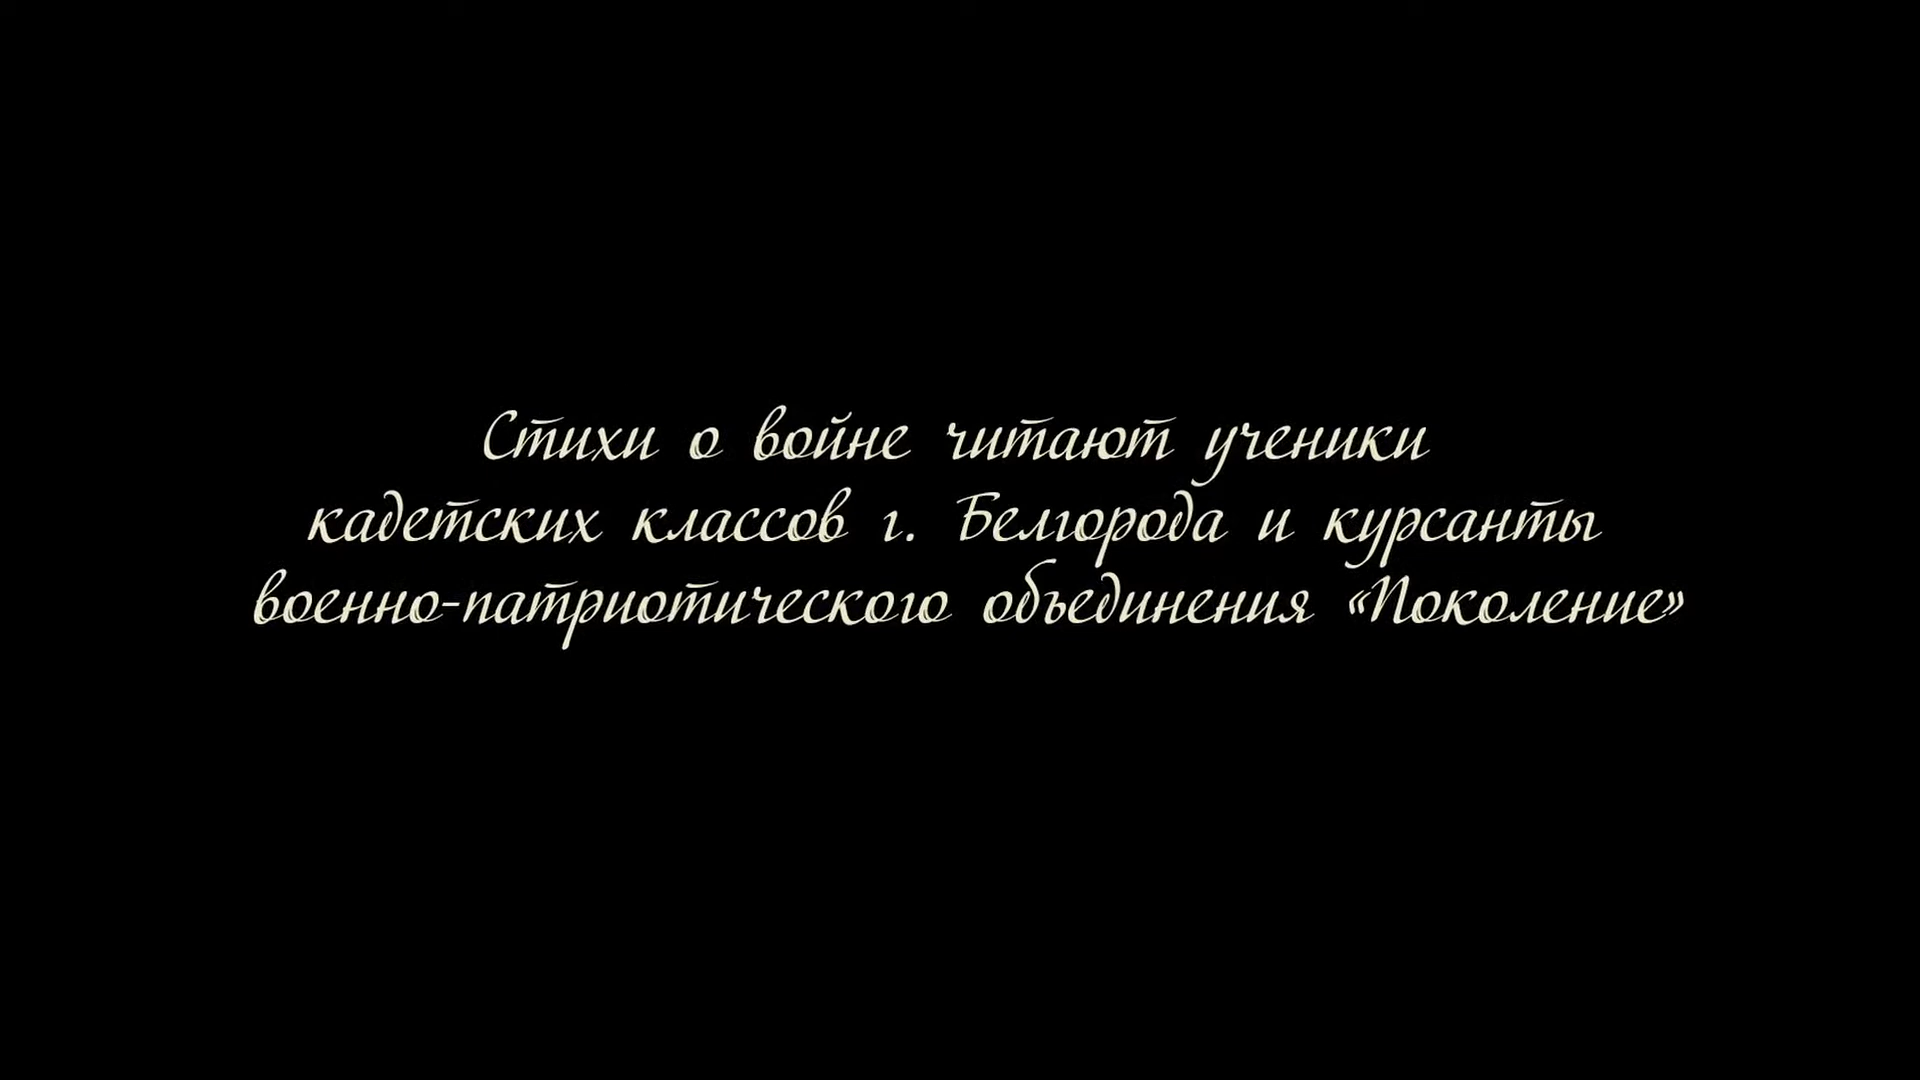 Стихи о войне читают ученики
кадетских классов г. Белгорода и курсанты
военно-патриотического объединения «Поколение»